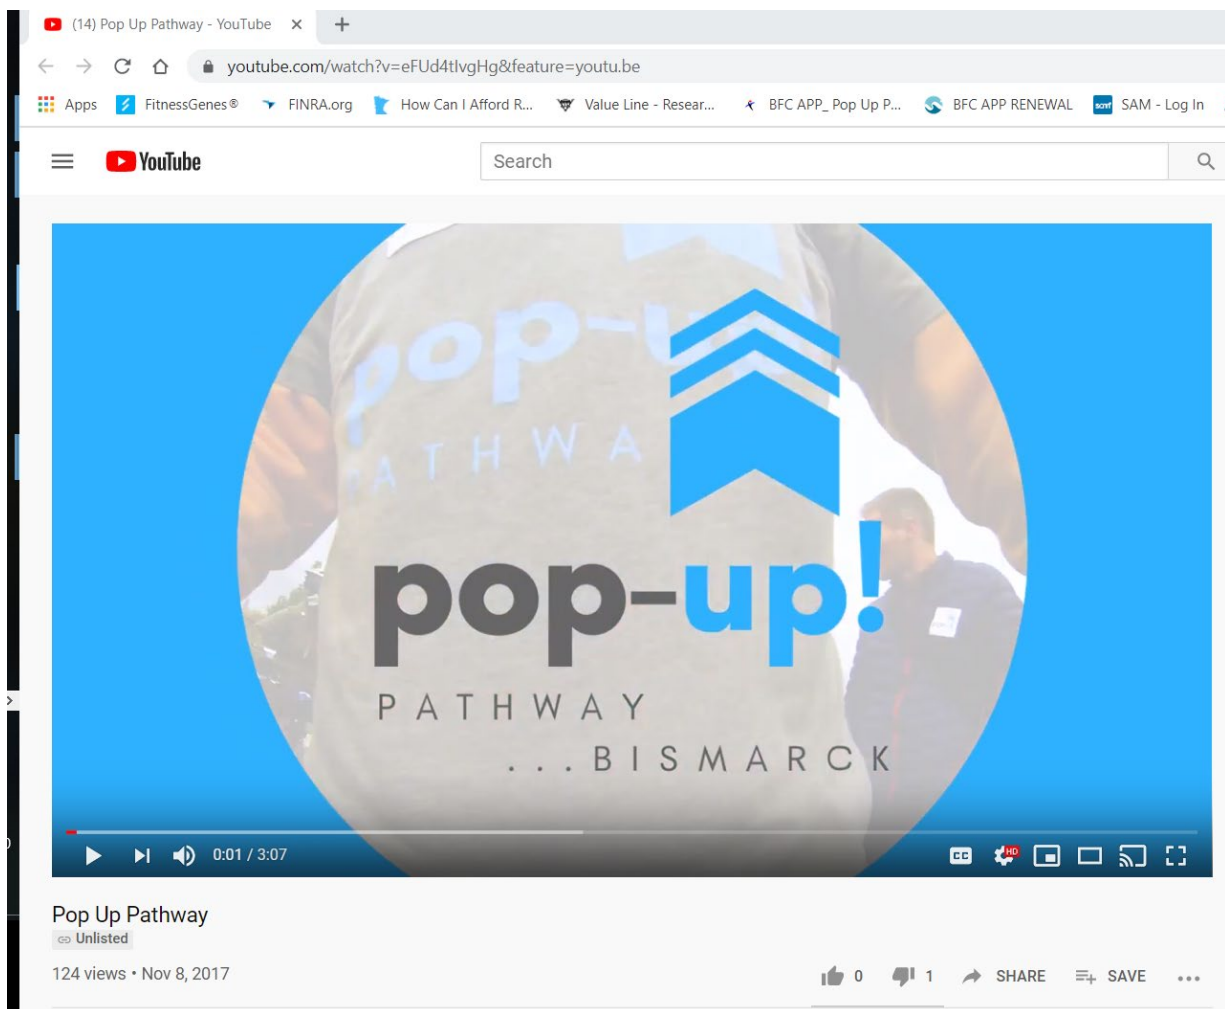 (14) Pop Up Pathway - YouTube
youtube.com/watch?v=eFUd4tIvgHg&feature=youtu.be
Apps FitnessGenes® FINRA.org How Can I Afford R... Value Line - Resear... BFC APP_ Pop Up P... BFC APP RENEWAL scvnf SAM - Log In
YouTube
Search
pop-u
PATHWA
pop-up!
PATHWAY
...BISMARCK
0:01 / 3:07
CC HD
Pop Up Pathway
Unlisted
124 views • Nov 8, 2017
0 1 SHARE SAVE